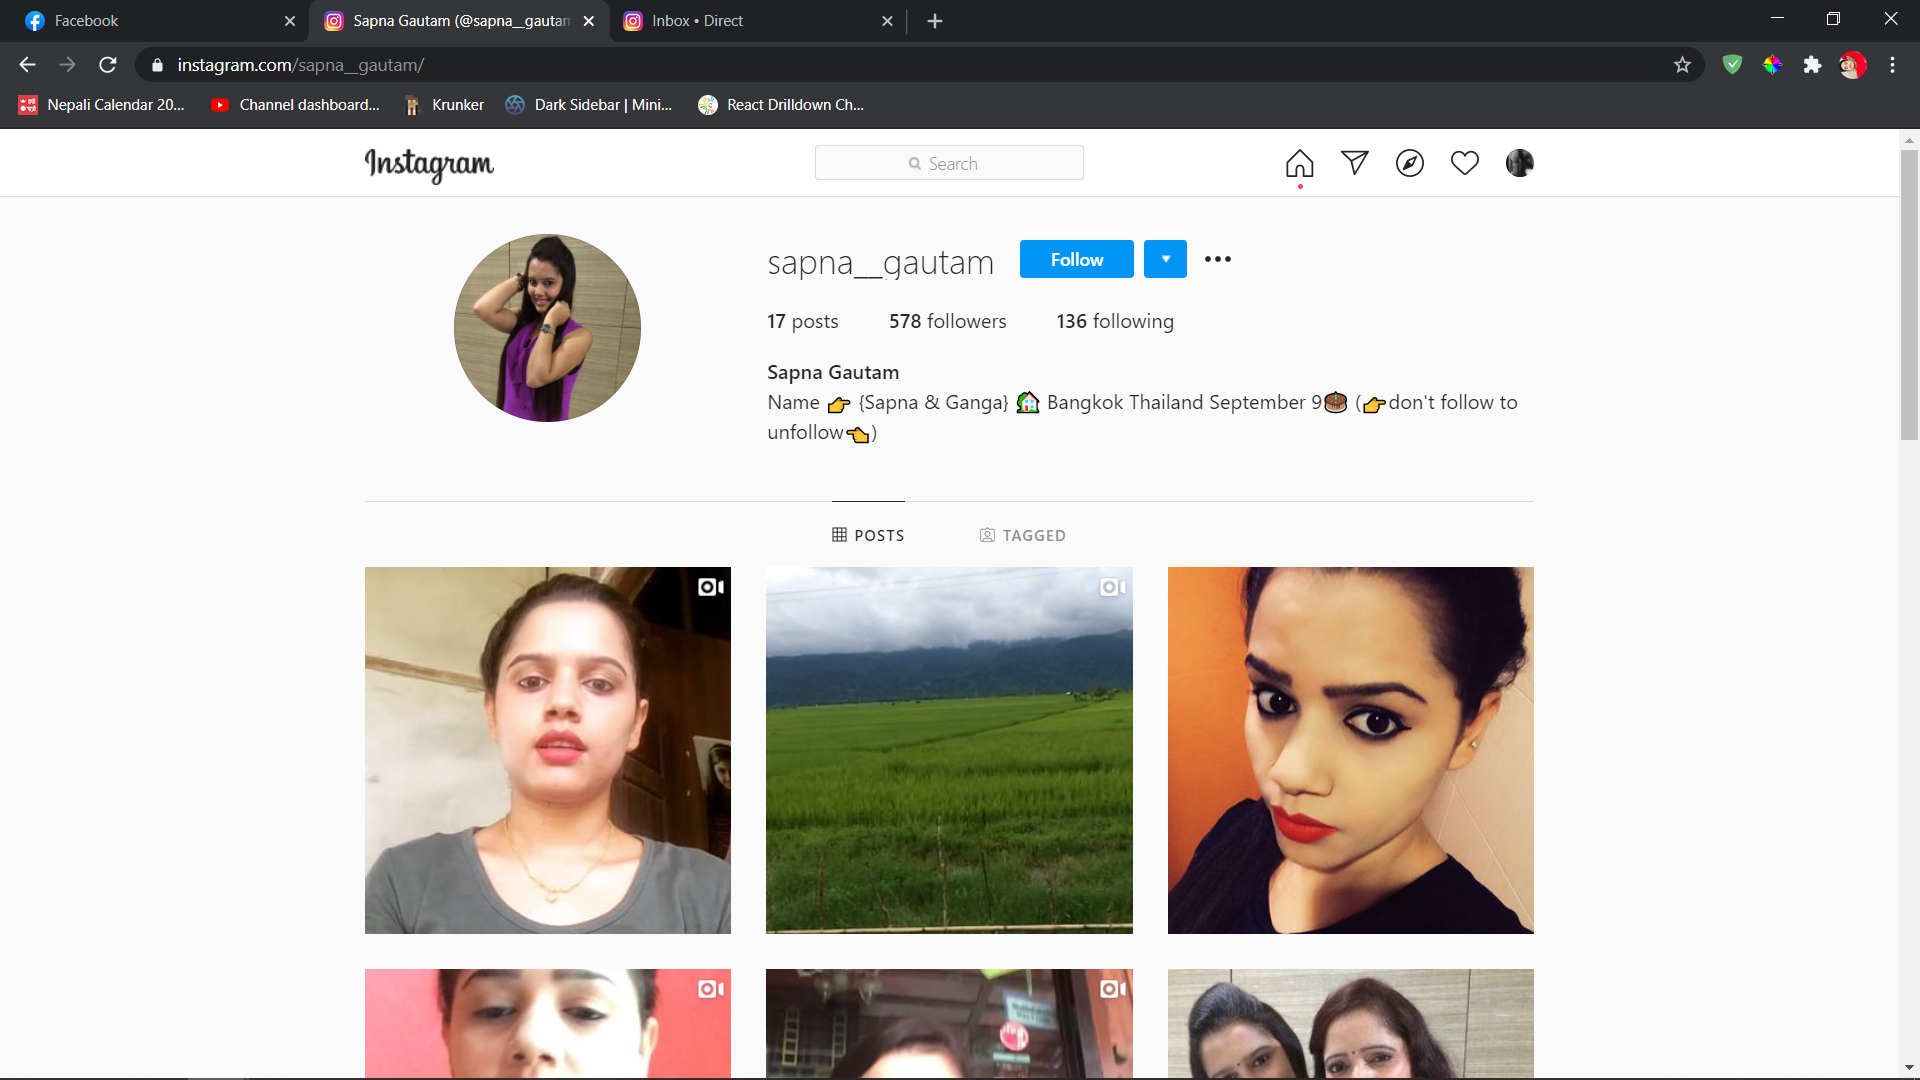 Facebook
Sapna Gautam (@sapna__gautam
Inbox • Direct
instagram.com/sapna__gautam/
Nepali Calendar 20...
Channel dashboard...
Krunker
Dark Sidebar | Mini...
React Drilldown Ch...
Instagram
Search
sapna__gautam
Follow
17 posts
578 followers
136 following
Sapna Gautam
Name 👉 {Sapna & Ganga} 🏡 Bangkok Thailand September 9🎂 (👉don't follow to
unfollow👈)
POSTS
TAGGED